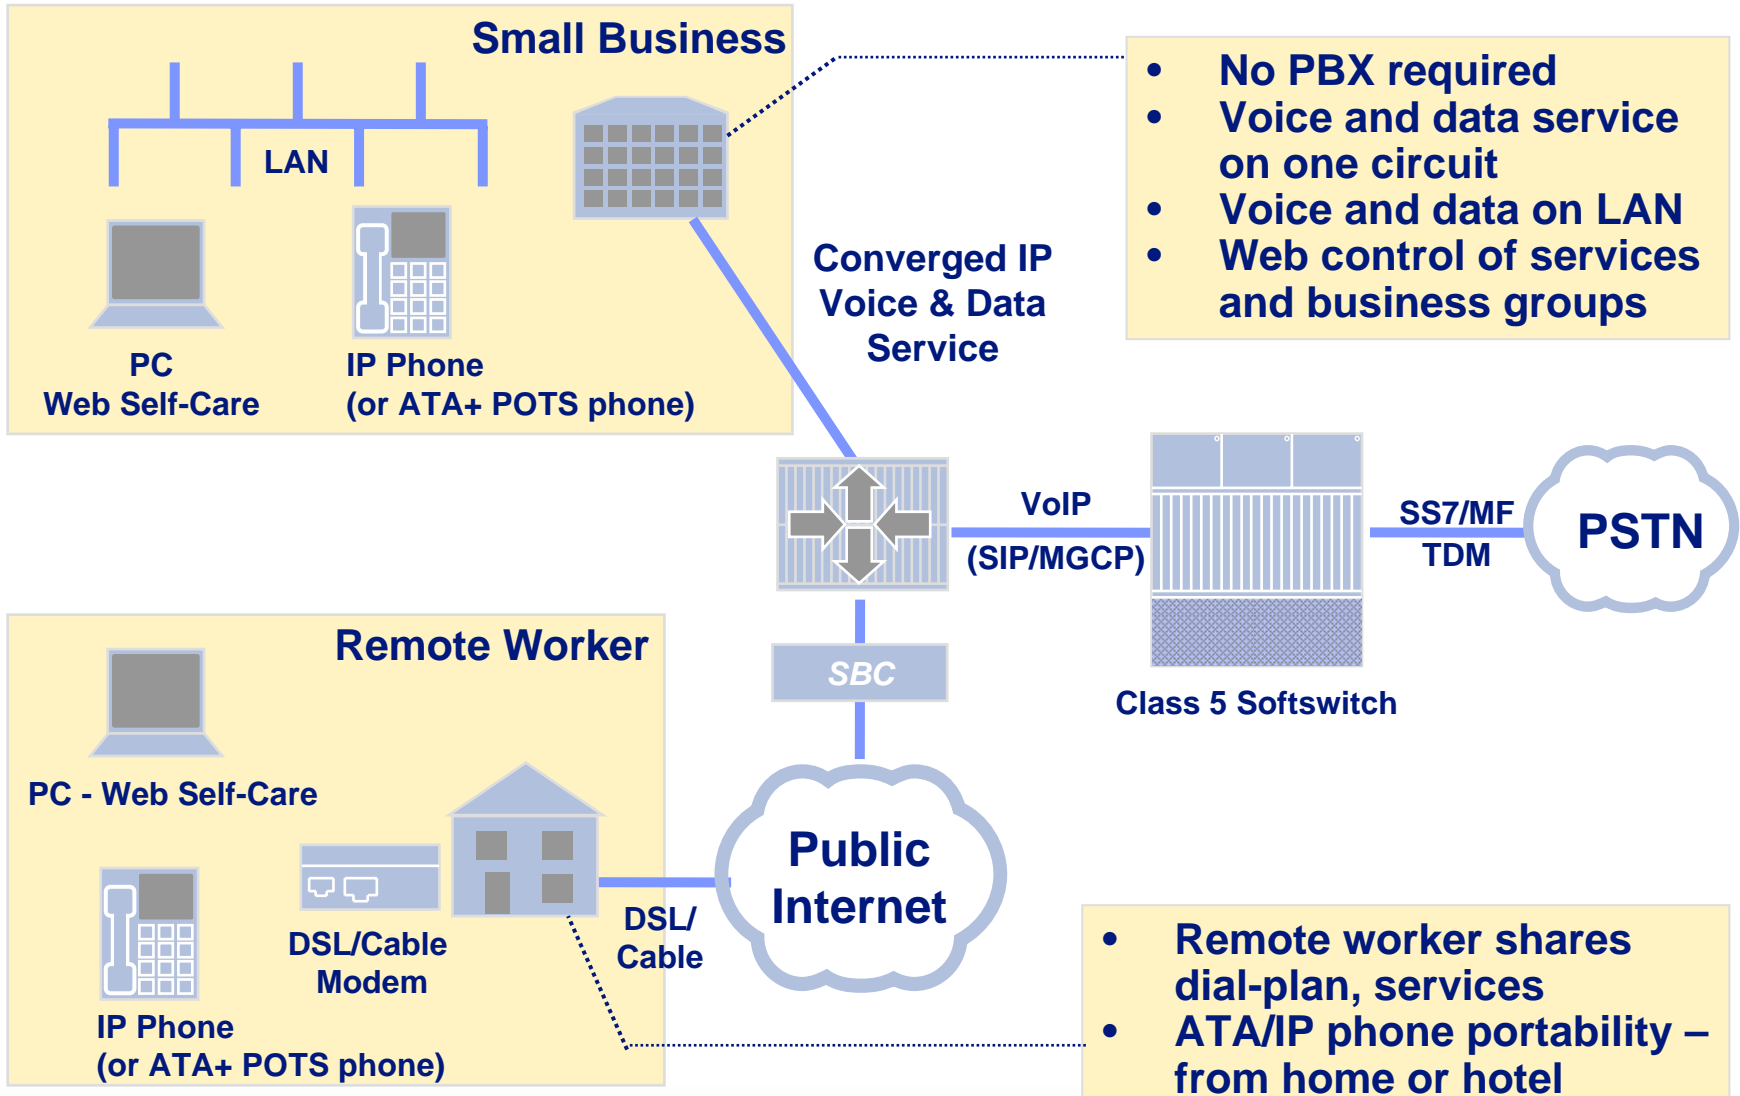 Small Business
LAN
PC
Web Self-Care
IP Phone
(or ATA+ POTS phone)
• No PBX required
• Voice and data service
on one circuit
• Voice and data on LAN
• Web control of services
and business groups
Converged IP
Voice & Data
Service
VoIP
(SIP/MGCP)
SS7/MF
TDM
PSTN
Class 5 Softswitch
SBC
Remote Worker
PC - Web Self-Care
DSL/Cable
Modem
IP Phone
(or ATA+ POTS phone)
DSL/
Cable
Public
Internet
• Remote worker shares
dial-plan, services
• ATA/IP phone portability –
from home or hotel